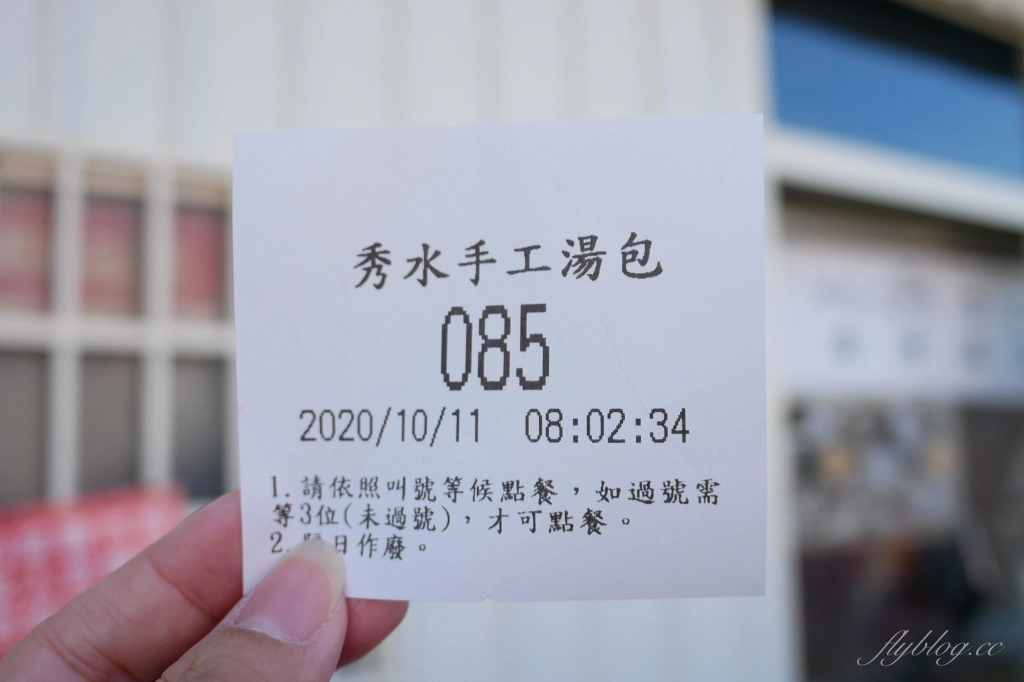 秀水手工湯包
085
2020/10/11 08:02:34
1.請依照叫號等候點餐，如過號需
等3位(未過號)，才可點餐。
2.隔日作廢。
flyblog.cc